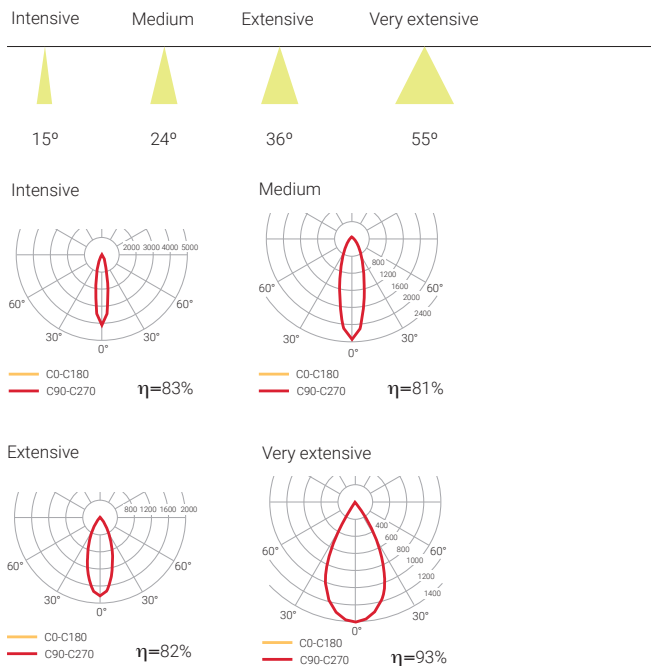 Intensive Medium Extensive Very extensive
15º 24º 36º 55º
Intensive
2000 3000 4000 5000
60° 60°
30° 30°
0°
C0-C180
C90-C270 η=83%
Medium
800
1200
1600
2000
2400
60° 60°
30° 30°
0°
C0-C180
C90-C270 η=81%
Extensive
800 1200 1600 2000
60° 60°
30° 30°
0°
C0-C180
C90-C270 η=82%
Very extensive
400
600
800
1000
1200
1400
60° 60°
30° 30°
0°
C0-C180
C90-C270 η=93%